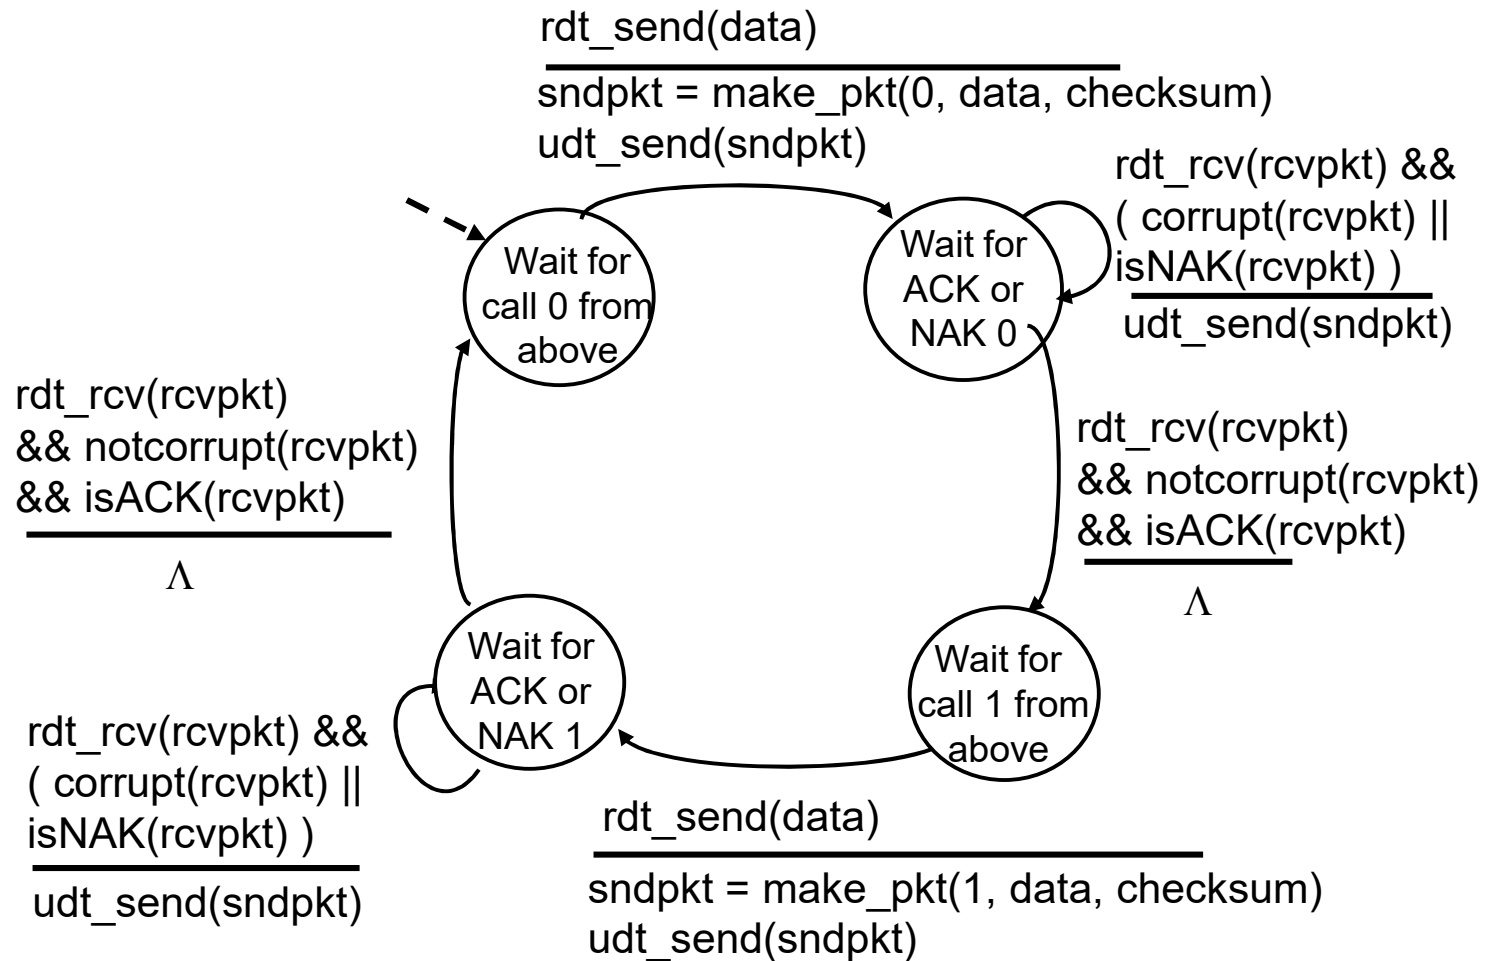 rdt_send(data)
sndpkt = make_pkt(0, data, checksum)
udt_send(sndpkt)
rdt_rcv(rcvpkt) &&
( corrupt(rcvpkt) ||
isNAK(rcvpkt) )
udt_send(sndpkt)
Wait for
call 0 from
above
Wait for
ACK or
NAK 0
rdt_rcv(rcvpkt)
&& notcorrupt(rcvpkt)
&& isACK(rcvpkt)
Λ
rdt_rcv(rcvpkt)
&& notcorrupt(rcvpkt)
&& isACK(rcvpkt)
Λ
Wait for
ACK or
NAK 1
Wait for
call 1 from
above
rdt_rcv(rcvpkt) &&
( corrupt(rcvpkt) ||
isNAK(rcvpkt) )
udt_send(sndpkt)
rdt_send(data)
sndpkt = make_pkt(1, data, checksum)
udt_send(sndpkt)